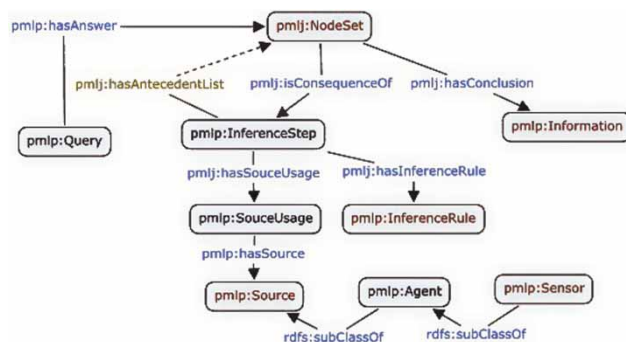 pmlp:hasAnswer
pmlj:NodeSet
pmlj:hasAntecedentList
pmlj:isConsequenceOf
pmlj:hasConclusion
pmlp:Query
pmlp:InferenceStep
pmlp:Information
pmlj:hasSouceUsage
pmlj:hasInferenceRule
pmlp:SouceUsage
pmlp:InferenceRule
pmlp:hasSource
pmlp:Source
pmlp:Agent
pmlp:Sensor
rdfs:subClassOf
rdfs:subClassOf